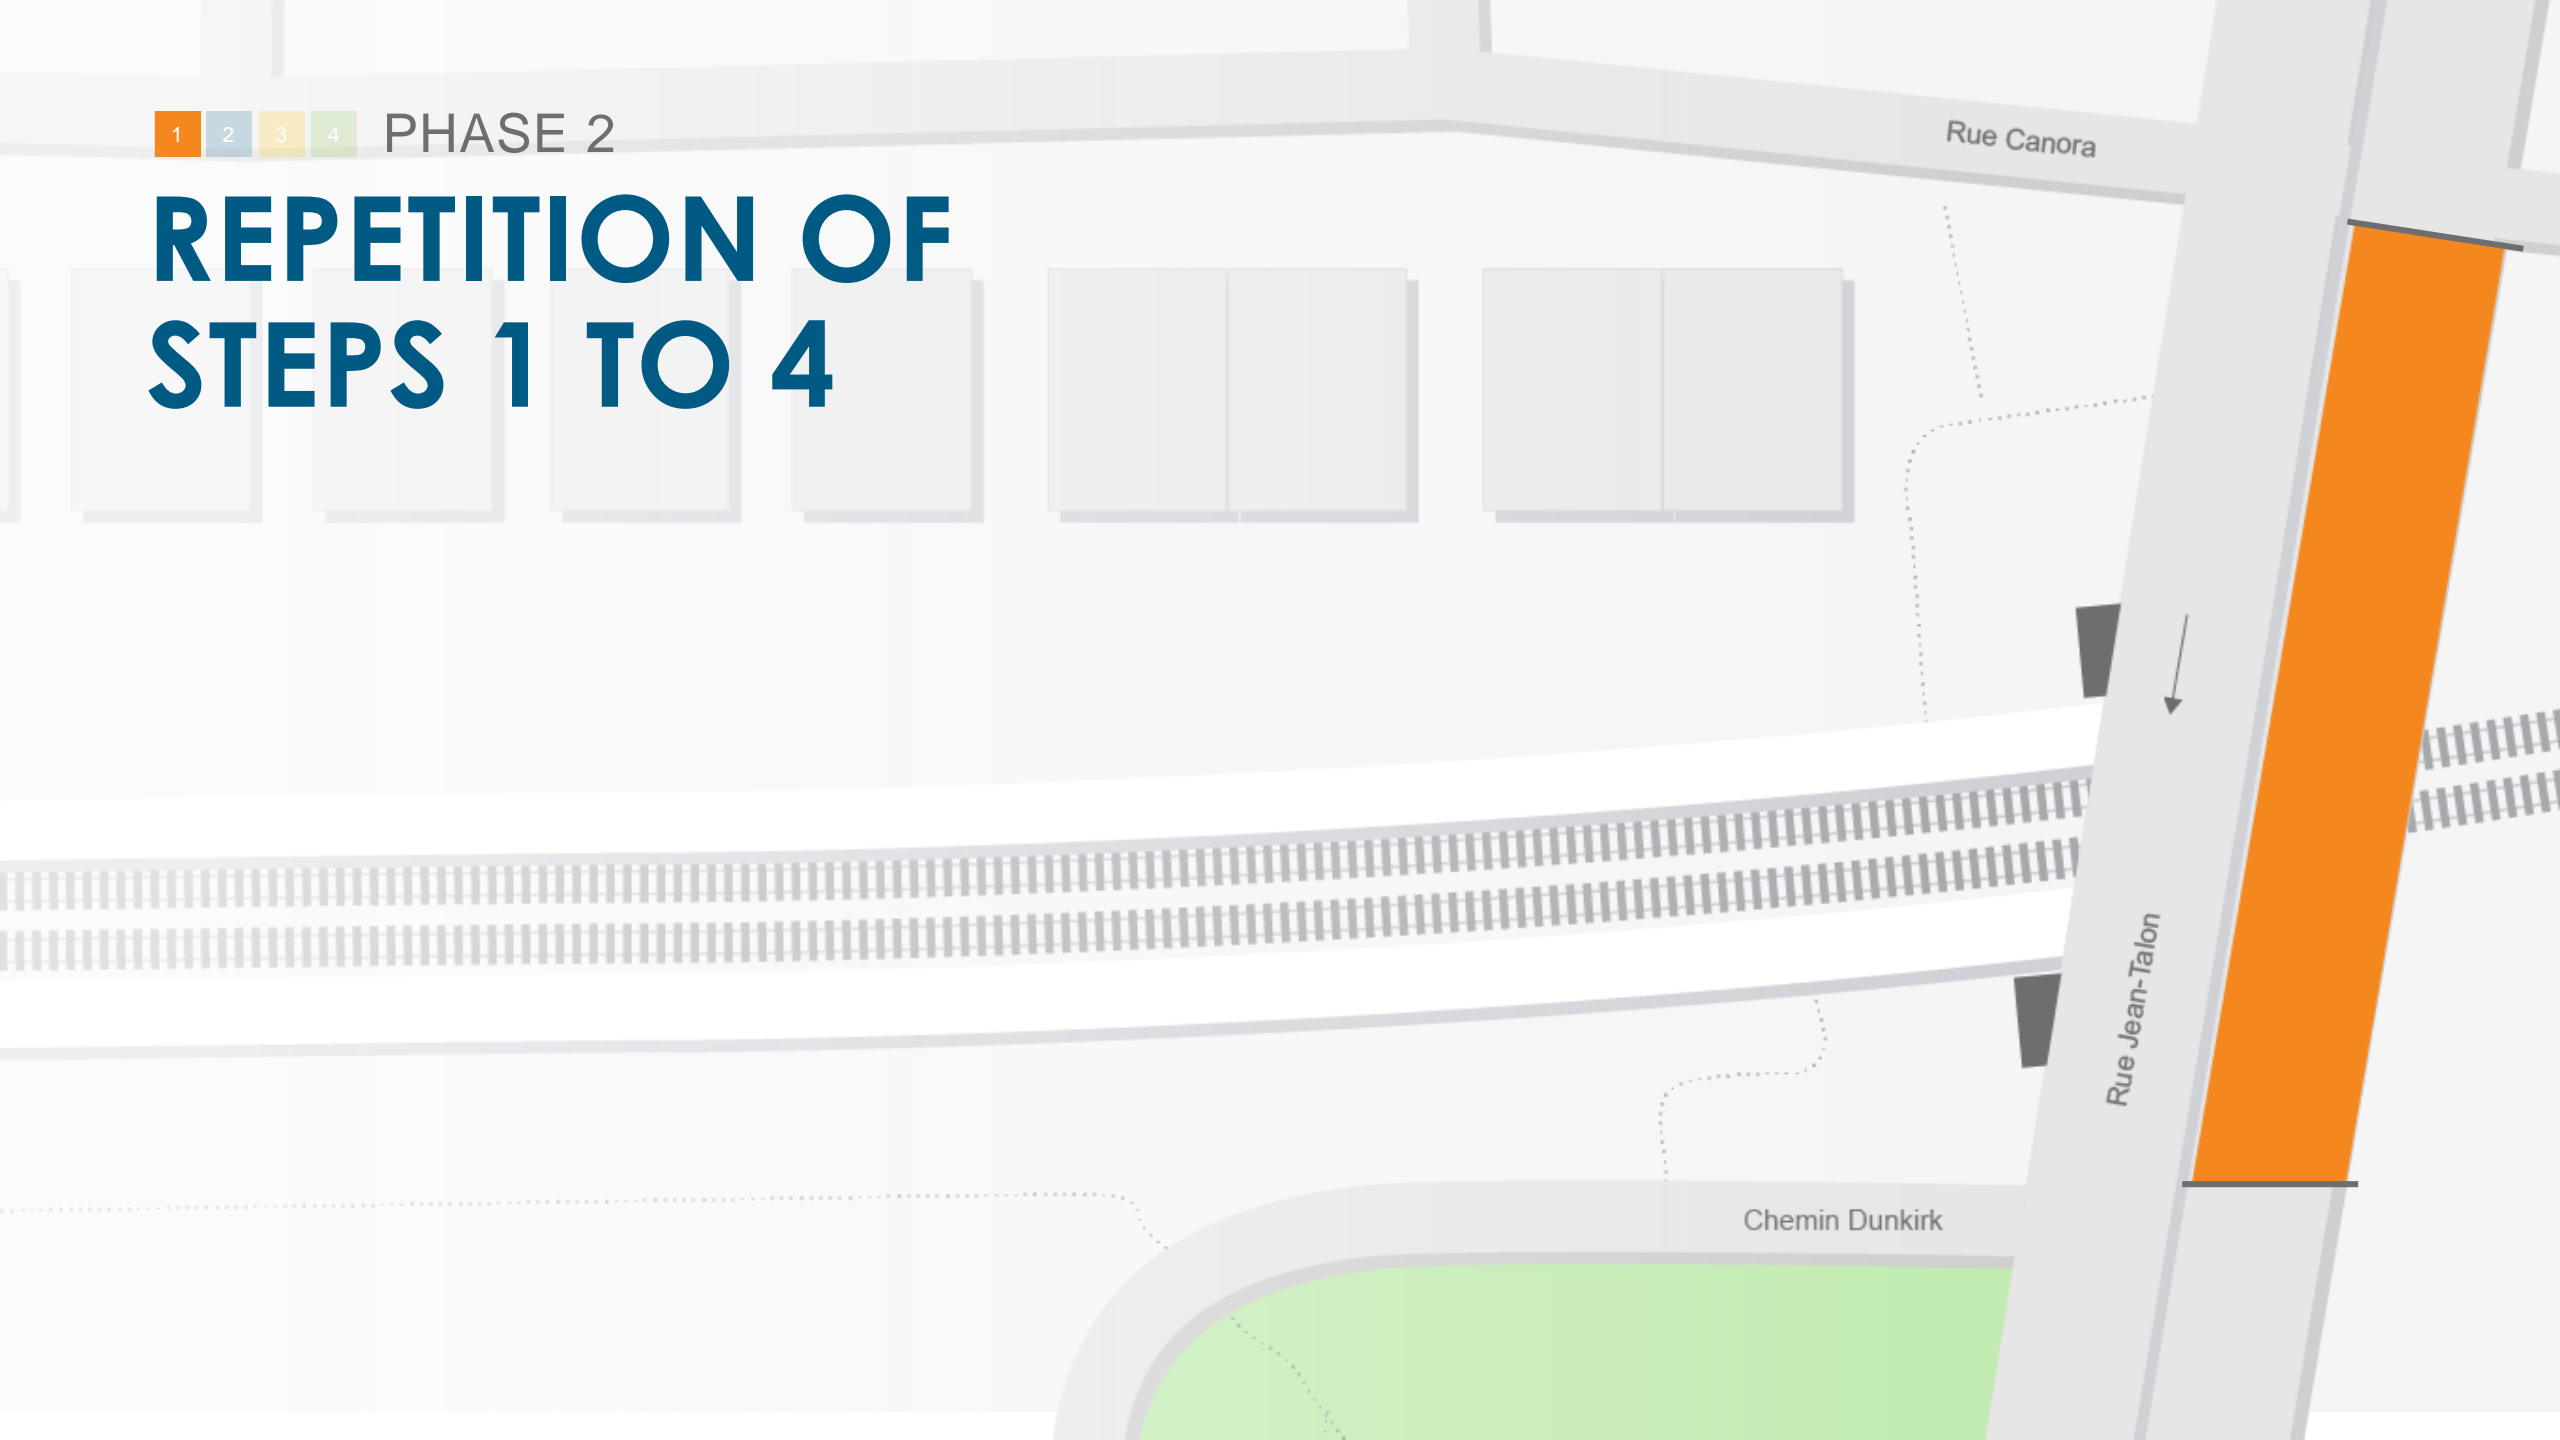 1 2 3 4 PHASE 2
REPETITION OF
STEPS 1 TO 4
Rue Canora
Rue Jean-Talon
Chemin Dunkirk